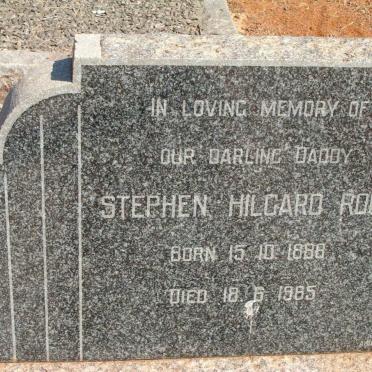 IN LOVING MEMORY OF
OUR DARLING DADDY
STEPHEN HILGARD
BORN 15.10.1888
DIED 18.6.1985